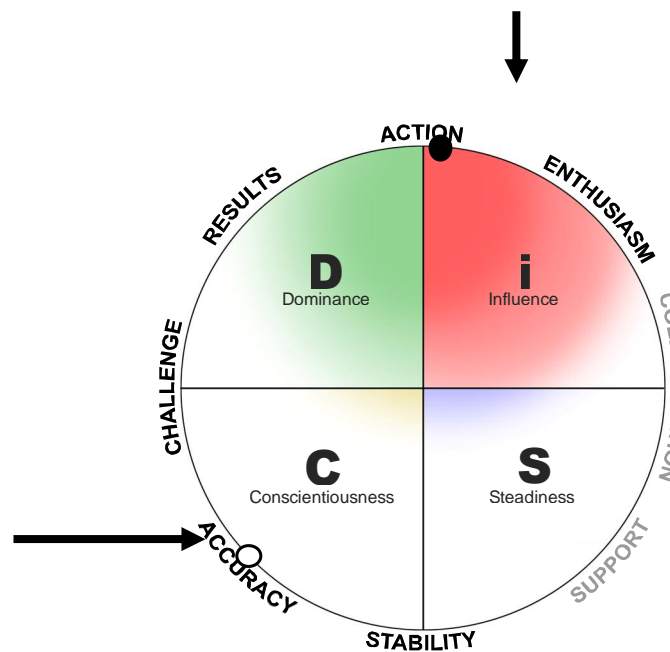 ACTION
RESULTS
ENTHUSIASM
D
Dominance
i
Influence
CHALLENGE
C
Conscientiousness
S
Steadiness
ACCURACY
SUPPORT
STABILITY